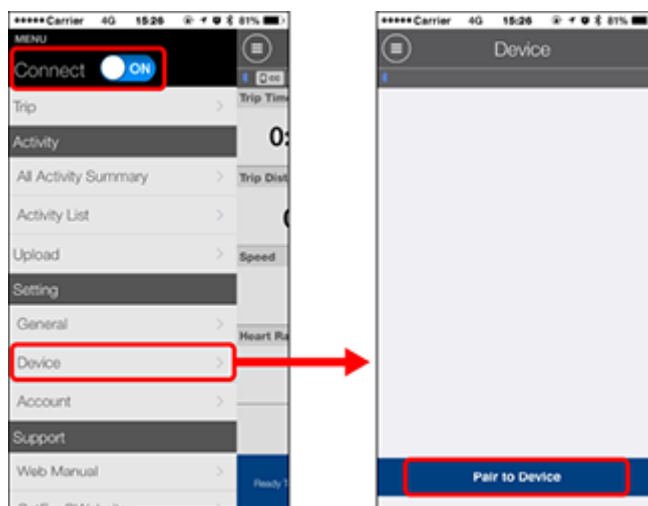 Carrier 4G 15:26 81%
MENU
Connect ON
Trip
Activity
All Activity Summary
Activity List
Upload
Setting
General
Device
Account
Support
Web Manual
Trip Time
0:
Trip Dist
Speed
Heart Ra
Ready T
Carrier 4G 15:26 81%
Device
Pair to Device